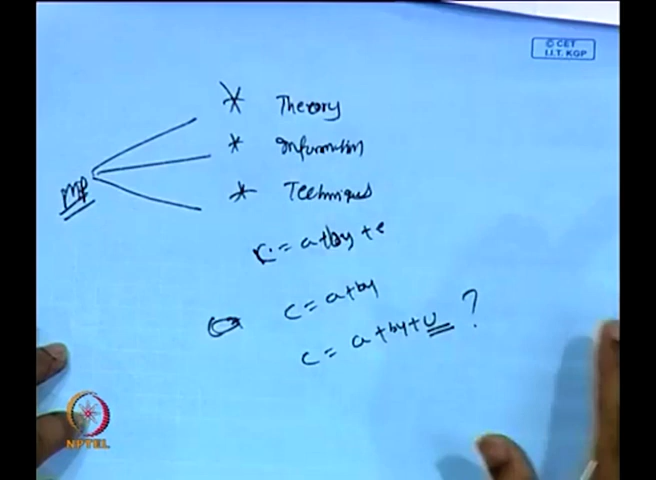 © CET
I.I.T. KGP
* Theory
* Information
MP
* Techniques
C = a+by+e
C = a+by
C = a+by+U ?
NPTEL